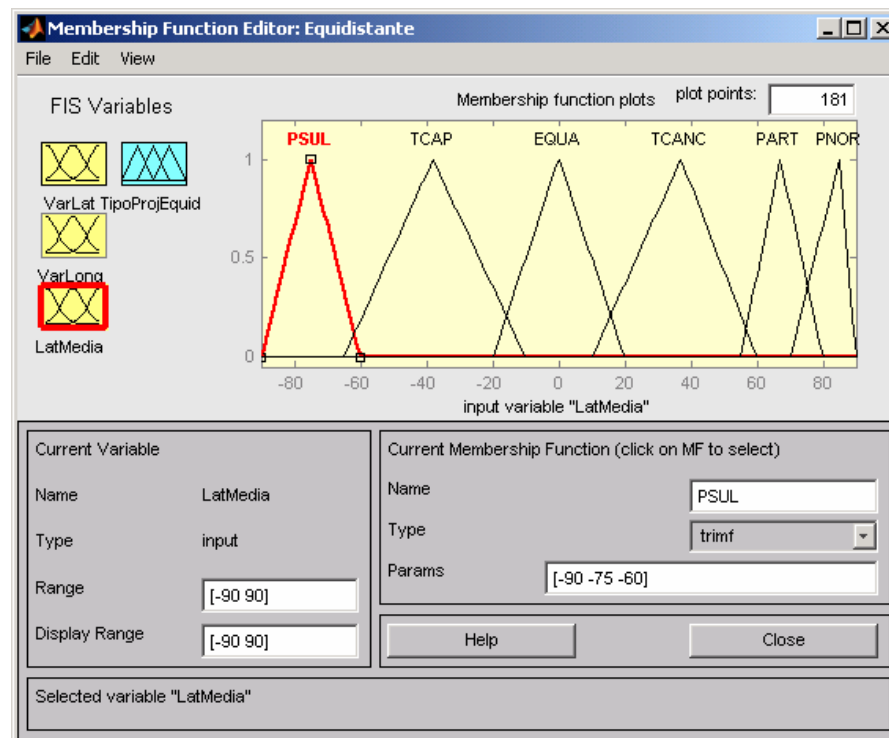 Membership Function Editor: Equidistante
File Edit View
FIS Variables
VarLat TipoProjEquid
VarLong
LatMedia
Membership function plots plot points: 181
PSUL TCAP EQUA TCANC PART PNOR
1
0.5
0
-80 -60 -40 -20 0 20 40 60 80
input variable "LatMedia"
Current Variable
Name LatMedia
Type input
Range [-90 90]
Display Range [-90 90]
Current Membership Function (click on MF to select)
Name PSUL
Type trimf
Params [-90 -75 -60]
Help Close
Selected variable "LatMedia"